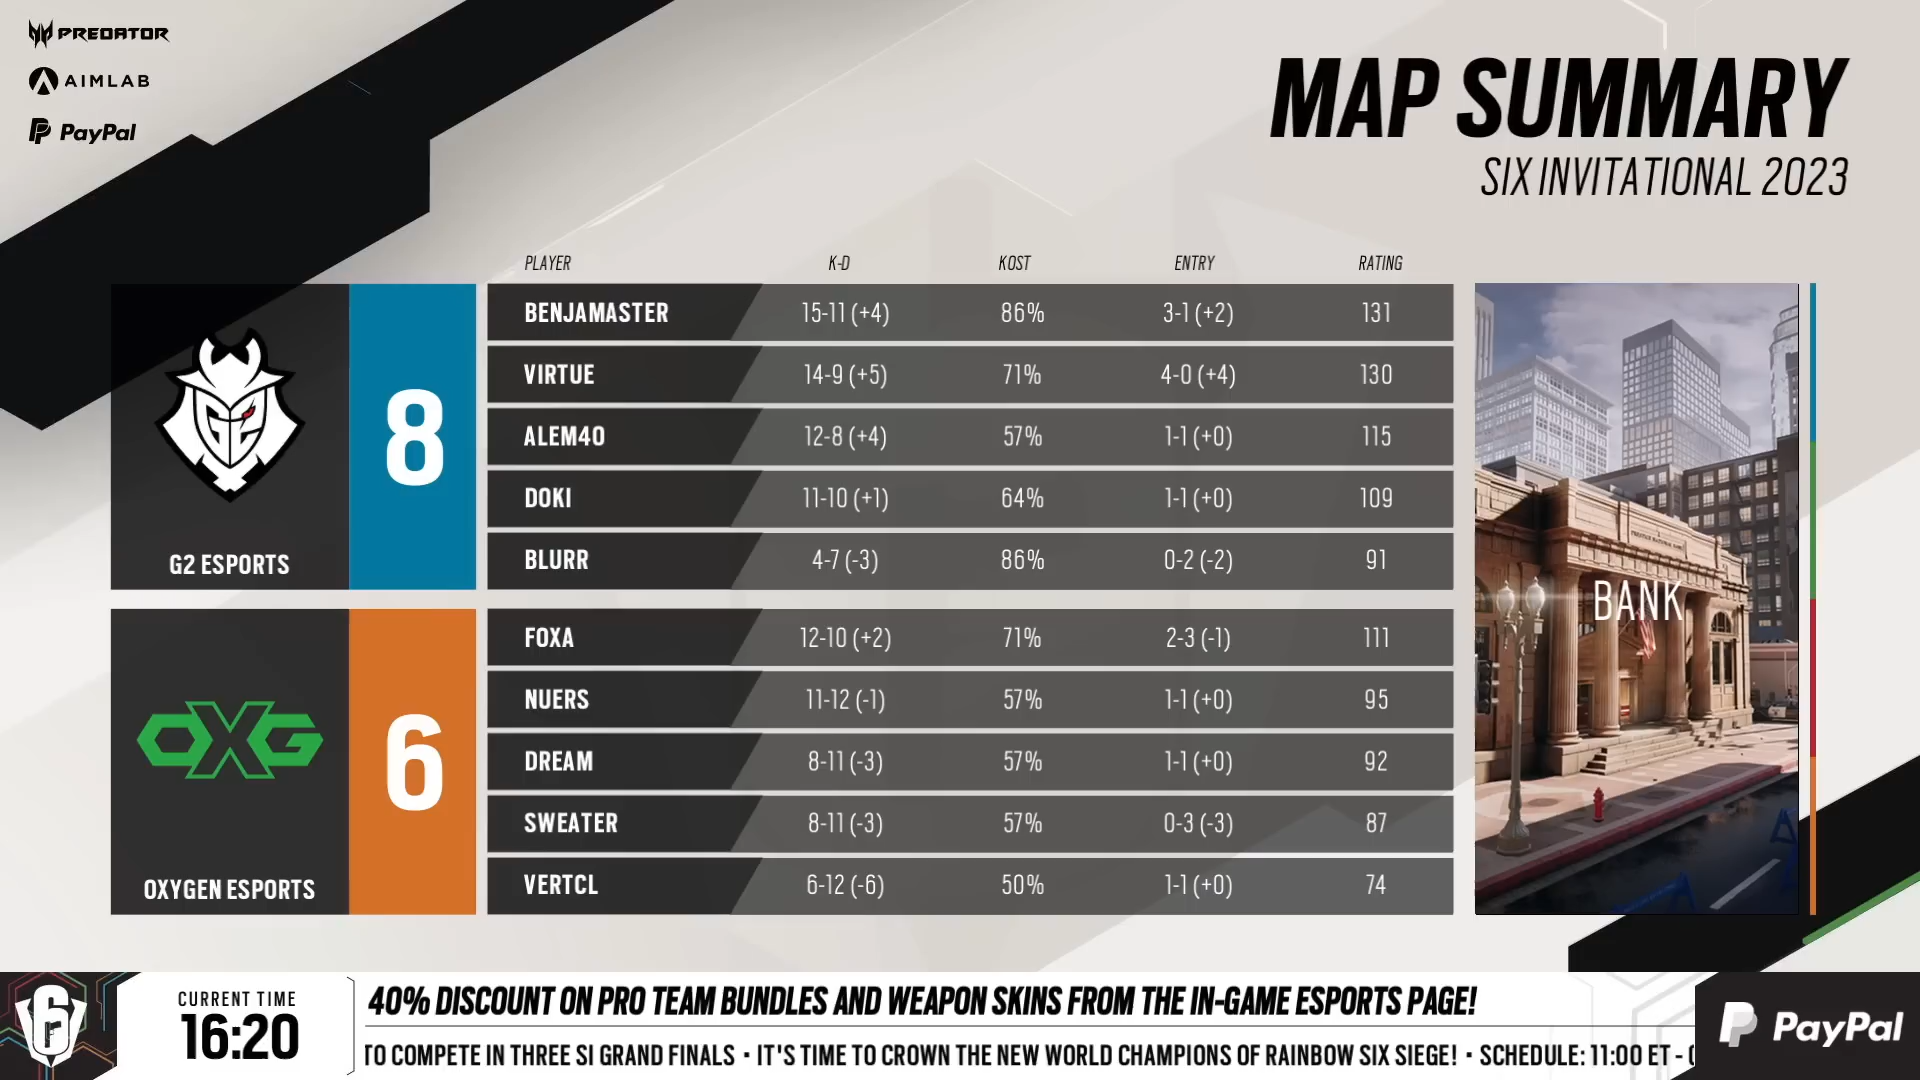 PREDATOR
AIMLAB
PayPal
MAP SUMMARY
SIX INVITATIONAL 2023
PLAYER K-D KOST ENTRY RATING
BENJAMASTER 15-11 (+4) 86% 3-1 (+2) 131
VIRTUE 14-9 (+5) 71% 4-0 (+4) 130
ALEM4O 12-8 (+4) 57% 1-1 (+0) 115
DOKI 11-10 (+1) 64% 1-1 (+0) 109
BLURR 4-7 (-3) 86% 0-2 (-2) 91
G2
G2 ESPORTS
8
FOXA 12-10 (+2) 71% 2-3 (-1) 111
NUERS 11-12 (-1) 57% 1-1 (+0) 95
DREAM 8-11 (-3) 57% 1-1 (+0) 92
SWEATER 8-11 (-3) 57% 0-3 (-3) 87
VERTCL 6-12 (-6) 50% 1-1 (+0) 74
OXG
OXYGEN ESPORTS
6
BANK
6
CURRENT TIME
16:20
40% DISCOUNT ON PRO TEAM BUNDLES AND WEAPON SKINS FROM THE IN-GAME ESPORTS PAGE!
TO COMPETE IN THREE SI GRAND FINALS · IT'S TIME TO CROWN THE NEW WORLD CHAMPIONS OF RAINBOW SIX SIEGE! · SCHEDULE: 11:00 ET -
PayPal